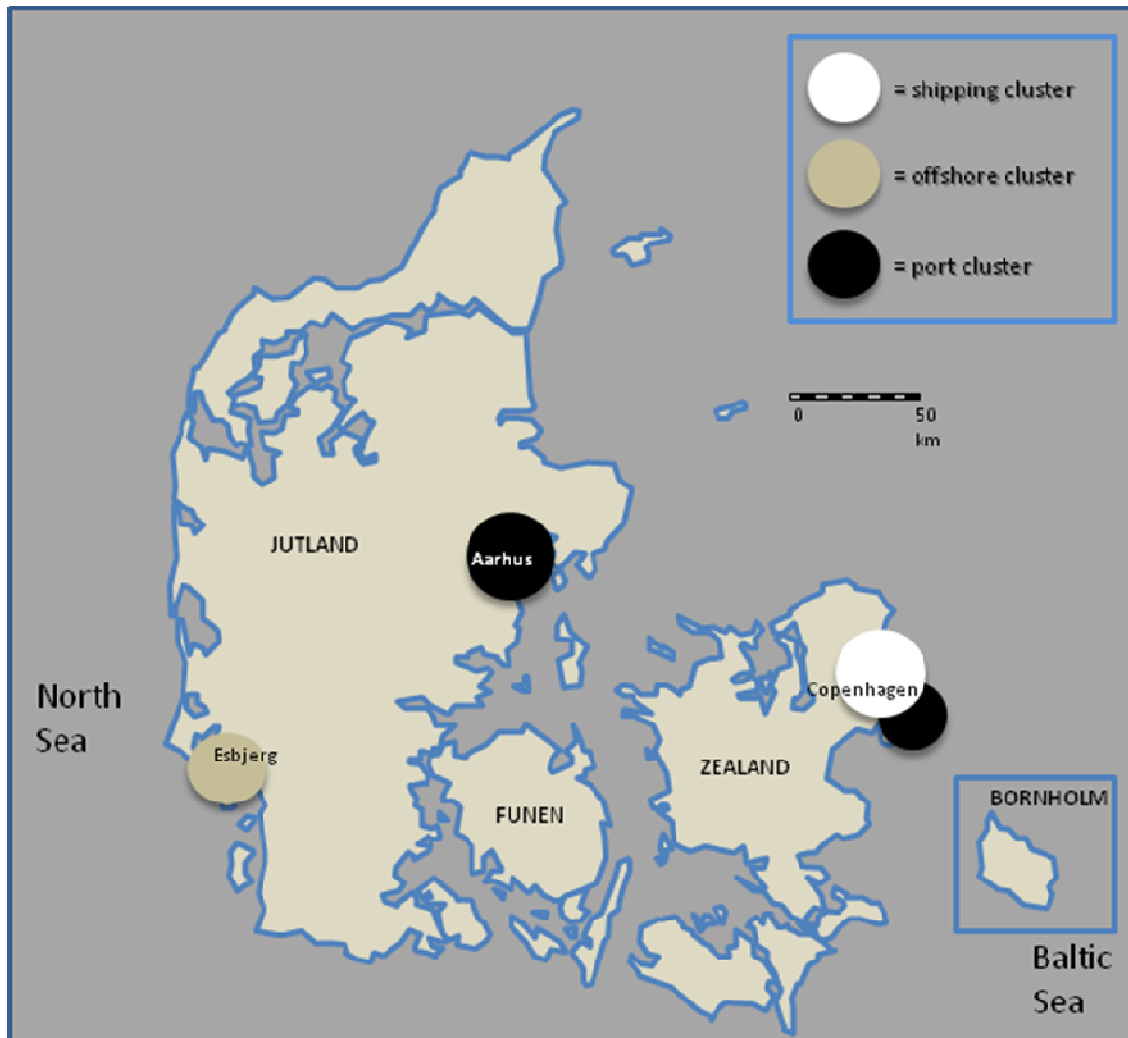 = shipping cluster
= offshore cluster
= port cluster
0 50
km
JUTLAND
Aarhus
North
Sea
Copenhagen
Esbjerg
ZEALAND
FUNEN
BORNHOLM
Baltic
Sea